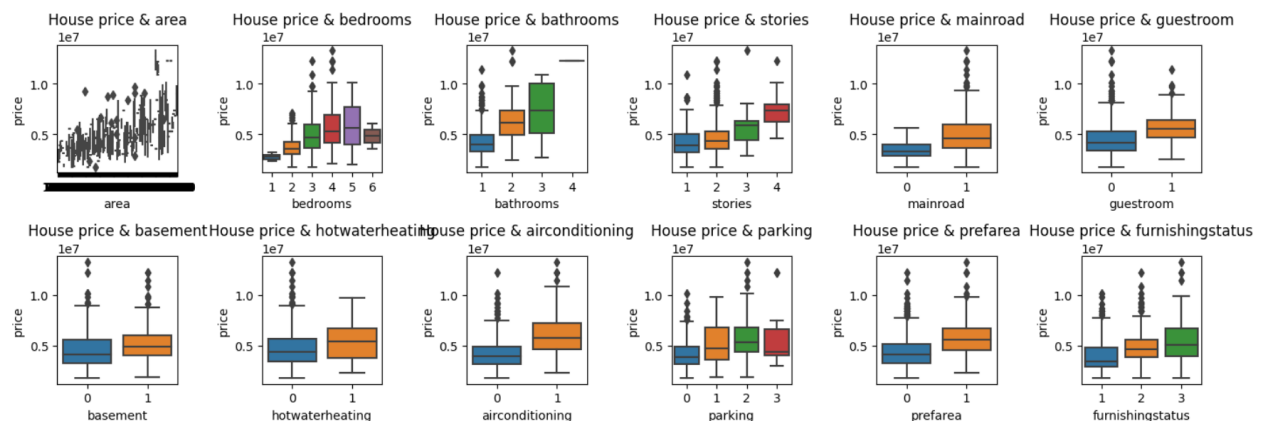 House price & area
House price & bedrooms
House price & bathrooms
House price & stories
House price & mainroad
House price & guestroom
1e7
1e7
1e7
1e7
1e7
1e7
price
1.0
0.5
price
1.0
0.5
price
1.0
0.5
price
1.0
0.5
price
1.0
0.5
price
1.0
0.5
1 2 3 4 5 6
1 2 3 4
1 2 3 4
0 1
0 1
area
bedrooms
bathrooms
stories
mainroad
guestroom
House price & basement
House price & hotwaterheating
House price & airconditioning
House price & parking
House price & prefarea
House price & furnishingstatus
1e7
1e7
1e7
1e7
1e7
1e7
price
1.0
0.5
price
1.0
0.5
price
1.0
0.5
price
1.0
0.5
price
1.0
0.5
price
1.0
0.5
0 1
0 1
0 1
0 1 2 3
0 1
1 2 3
basement
hotwaterheating
airconditioning
parking
prefarea
furnishingstatus